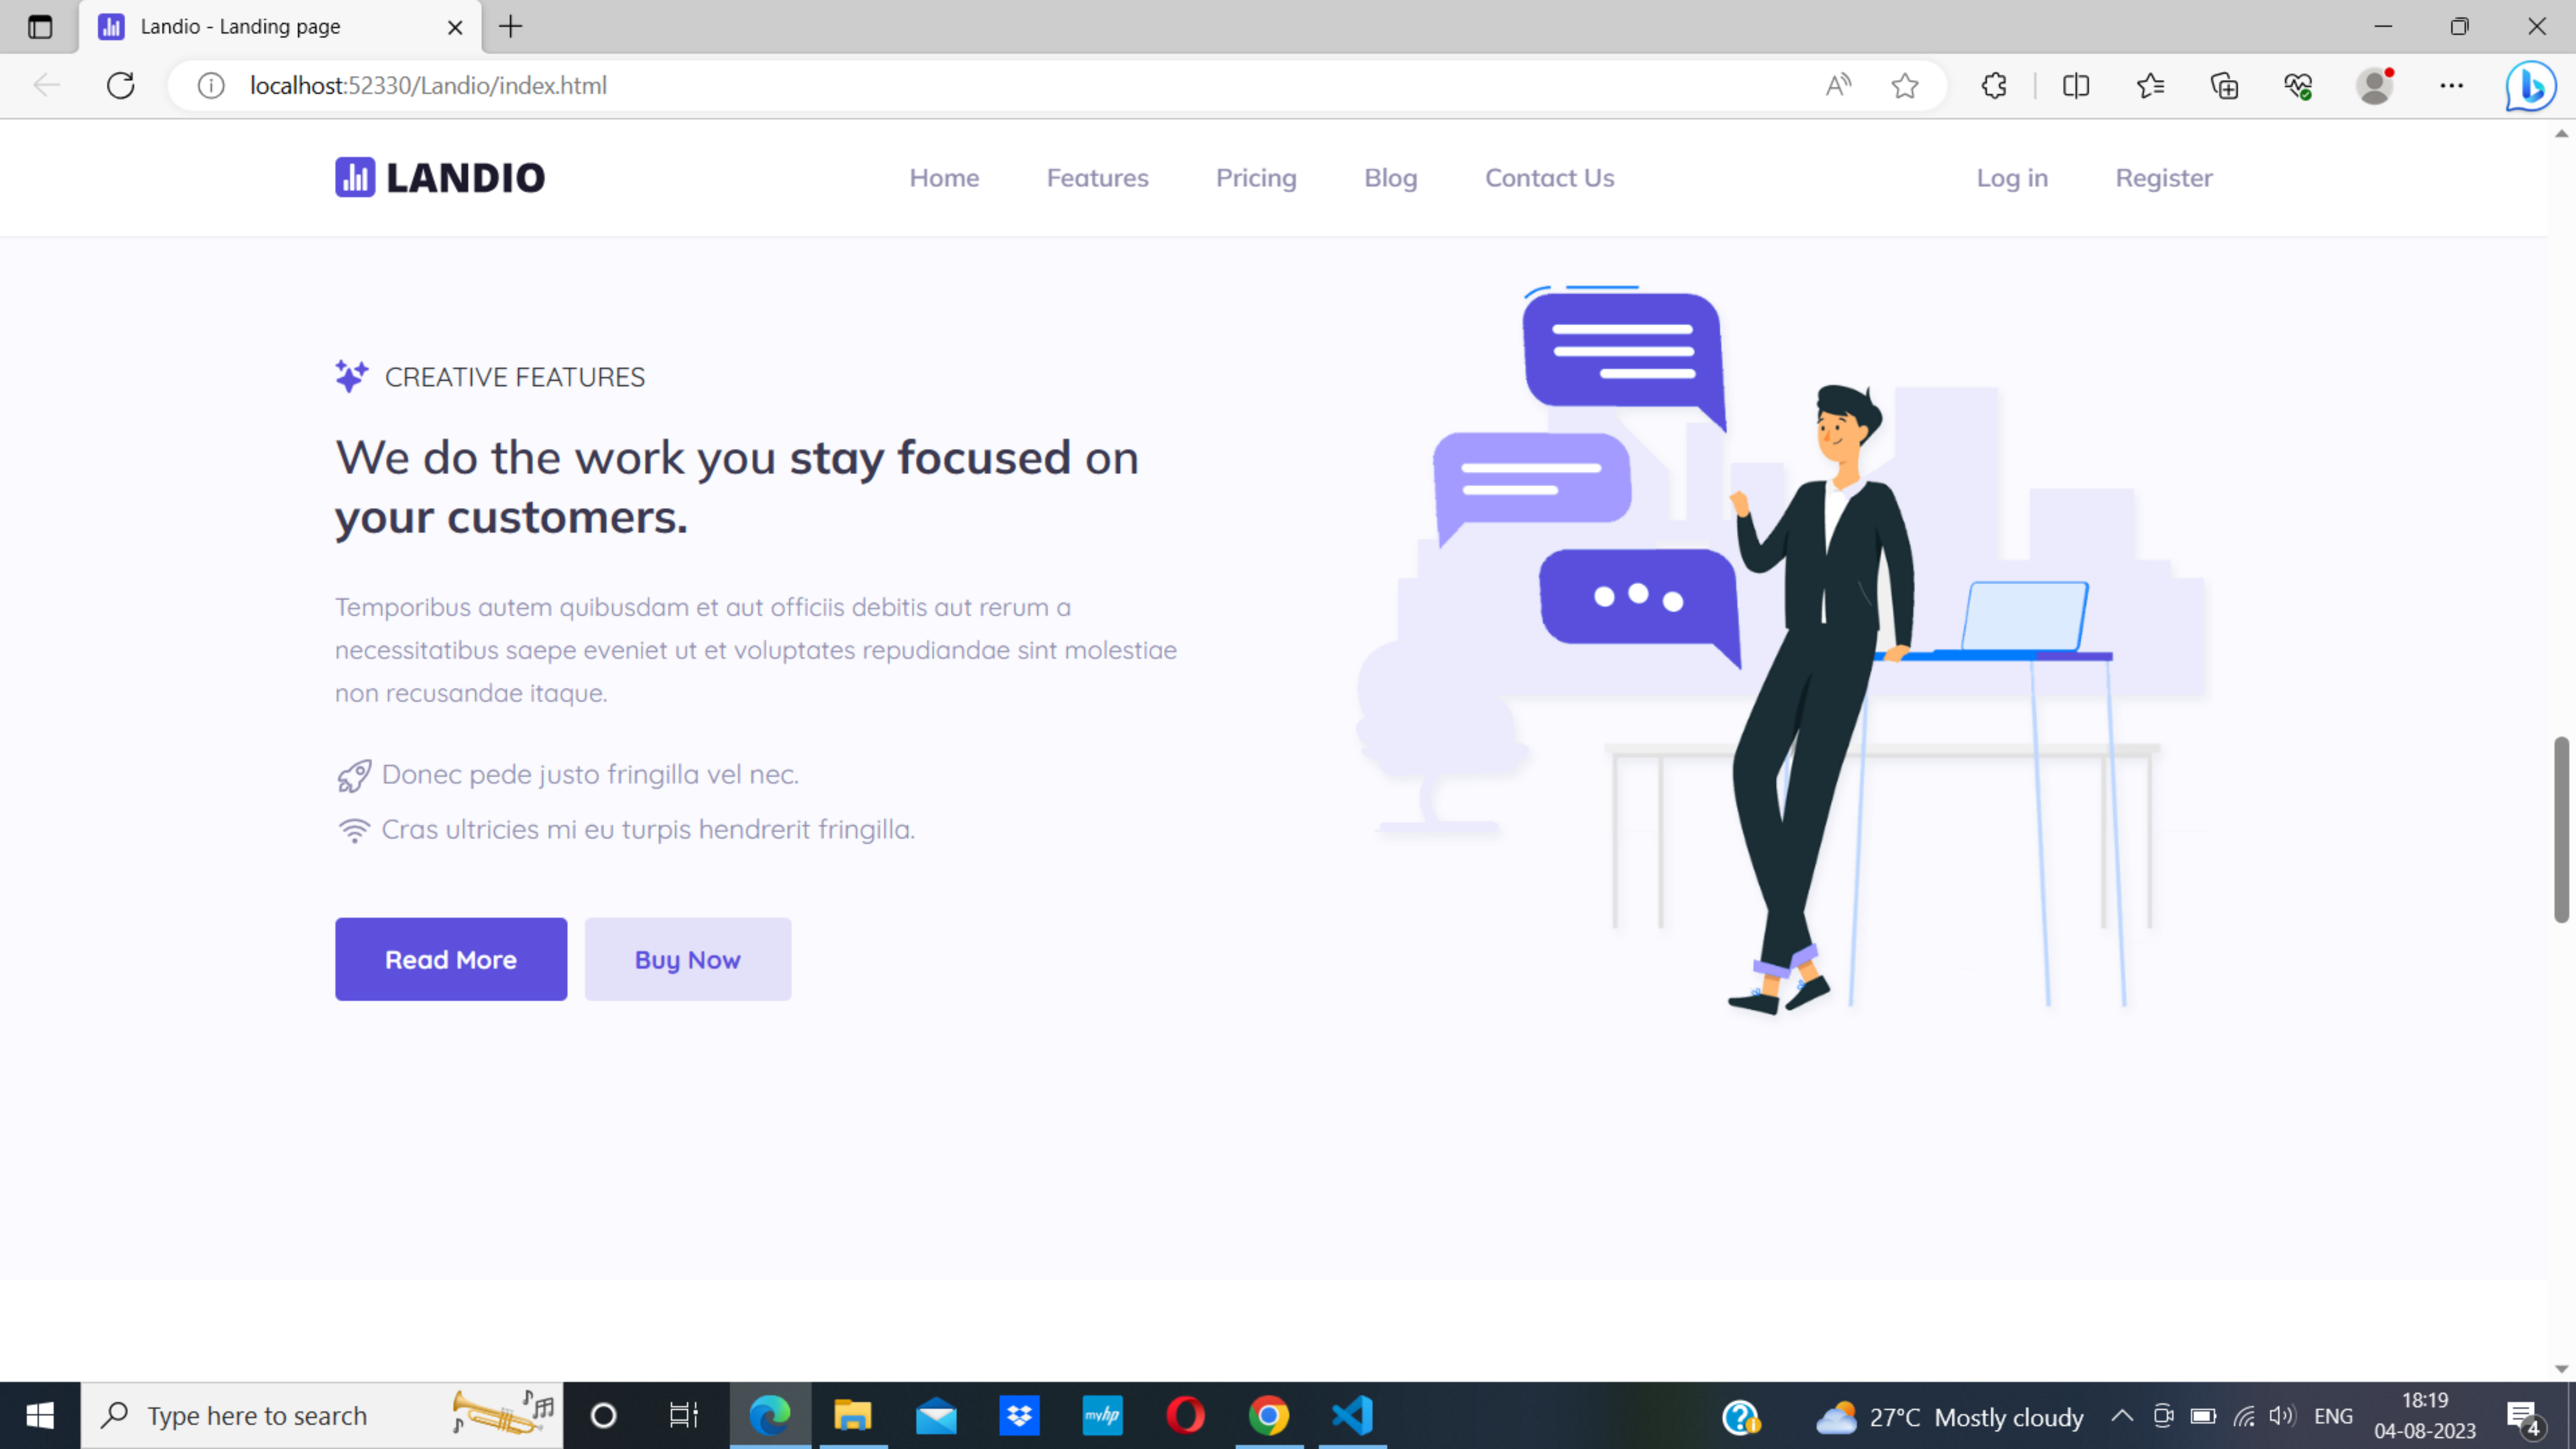 Landio - Landing page
localhost:52330/Landio/index.html
LANDIO Home Features Pricing Blog Contact Us Log in Register
CREATIVE FEATURES
We do the work you stay focused on
your customers.
Temporibus autem quibusdam et aut officiis debitis aut rerum a
necessitatibus saepe eveniet ut et voluptates repudiandae sint molestiae
non recusandae itaque.
Donec pede justo fringilla vel nec.
Cras ultricies mi eu turpis hendrerit fringilla.
Read More Buy Now
Type here to search
myhp
27°C Mostly cloudy
ENG
18:19
04-08-2023
4